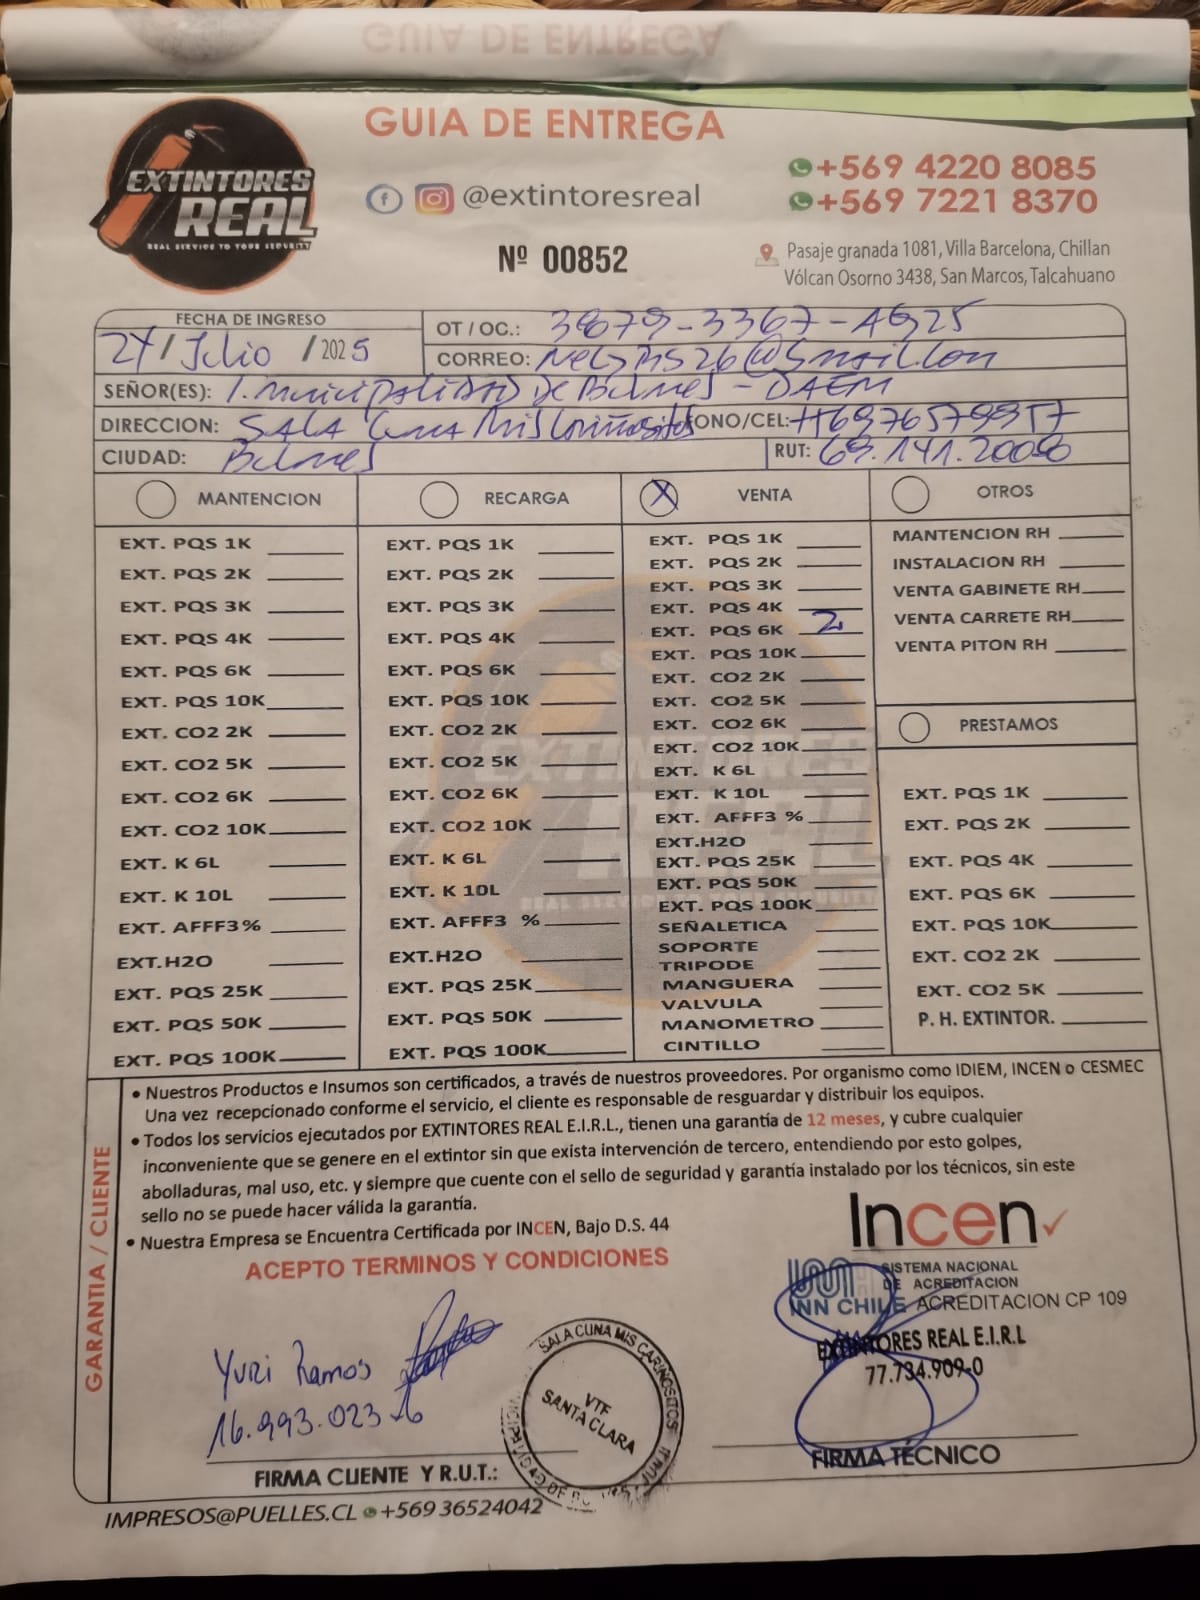 GUIA DE ENTREGA
GUIA DE ENTREGA
EXTINTORES
REAL
REAL SERVICE TO YOUR SECURITY
+569 4220 8085
@extintoresreal
+569 7221 8370
Nº 00852
Pasaje granada 1081, Villa Barcelona, Chillan
Vólcan Osorno 3438, San Marcos, Talcahuano
FECHA DE INGRESO
Julio / 2025
OT / OC.: 3879-3367-AG25
CORREO:
SEÑOR(ES): I. Municipalidad de Bulnes - DAEM
DIRECCION: SALA Cuna Mis Cariñositos FONO/CEL:
CIUDAD: Bulnes RUT:
MANTENCION
EXT. PQS 1K
EXT. PQS 2K
EXT. PQS 3K
EXT. PQS 4K
EXT. PQS 6K
EXT. PQS 10K
EXT. CO2 2K
EXT. CO2 5K
EXT. CO2 6K
EXT. CO2 10K
EXT. K 6L
EXT. K 10L
EXT. AFFF3%
EXT.H2O
EXT. PQS 25K
EXT. PQS 50K
EXT. PQS 100K
RECARGA
EXT. PQS 1K
EXT. PQS 2K
EXT. PQS 3K
EXT. PQS 4K
EXT. PQS 6K
EXT. PQS 10K
EXT. CO2 2K
EXT. CO2 5K
EXT. CO2 6K
EXT. CO2 10K
EXT. K 6L
EXT. K 10L
EXT. AFFF3 %
EXT.H2O
EXT. PQS 25K
EXT. PQS 50K
EXT. PQS 100K
X VENTA
EXT. PQS 1K
EXT. PQS 2K
EXT. PQS 3K
EXT. PQS 4K
EXT. PQS 6K 2
EXT. PQS 10K
EXT. CO2 2K
EXT. CO2 5K
EXT. CO2 6K
EXT. CO2 10K
EXT. K 6L
EXT. K 10L
EXT. AFFF3 %
EXT.H2O
EXT. PQS 25K
EXT. PQS 50K
EXT. PQS 100K
SEÑALETICA
SOPORTE
TRIPODE
MANGUERA
VALVULA
MANOMETRO
CINTILLO
OTROS
MANTENCION RH
INSTALACION RH
VENTA GABINETE RH
VENTA CARRETE RH
VENTA PITON RH
PRESTAMOS
EXT. PQS 1K
EXT. PQS 2K
EXT. PQS 4K
EXT. PQS 6K
EXT. PQS 10K
EXT. CO2 2K
EXT. CO2 5K
P. H. EXTINTOR.
GARANTIA / CLIENTE
• Nuestros Productos e Insumos son certificados, a través de nuestros proveedores. Por organismo como IDIEM, INCEN o CESMEC
Una vez recepcionado conforme el servicio, el cliente es responsable de resguardar y distribuir los equipos.
• Todos los servicios ejecutados por EXTINTORES REAL E.I.R.L., tienen una garantía de 12 meses, y cubre cualquier
inconveniente que se genere en el extintor sin que exista intervención de tercero, entendiendo por esto golpes,
abolladuras, mal uso, etc. y siempre que cuente con el sello de seguridad y garantía instalado por los técnicos, sin este
sello no se puede hacer válida la garantía.
• Nuestra Empresa se Encuentra Certificada por INCEN, Bajo D.S. 44
ACEPTO TERMINOS Y CONDICIONES
Incen
SISTEMA NACIONAL
DE ACREDITACION
INN CHILE ACREDITACION CP 109
EXTINTORES REAL E.I.R.L
77.734.909-0
Yuri Ramos
16.993.023-6
SALA CUNA MIS CARIÑOSITOS
VTF
SANTA CLARA
FIRMA CLIENTE Y R.U.T.:
FIRMA TÉCNICO
IMPRESOS@PUELLES.CL +569 36524042